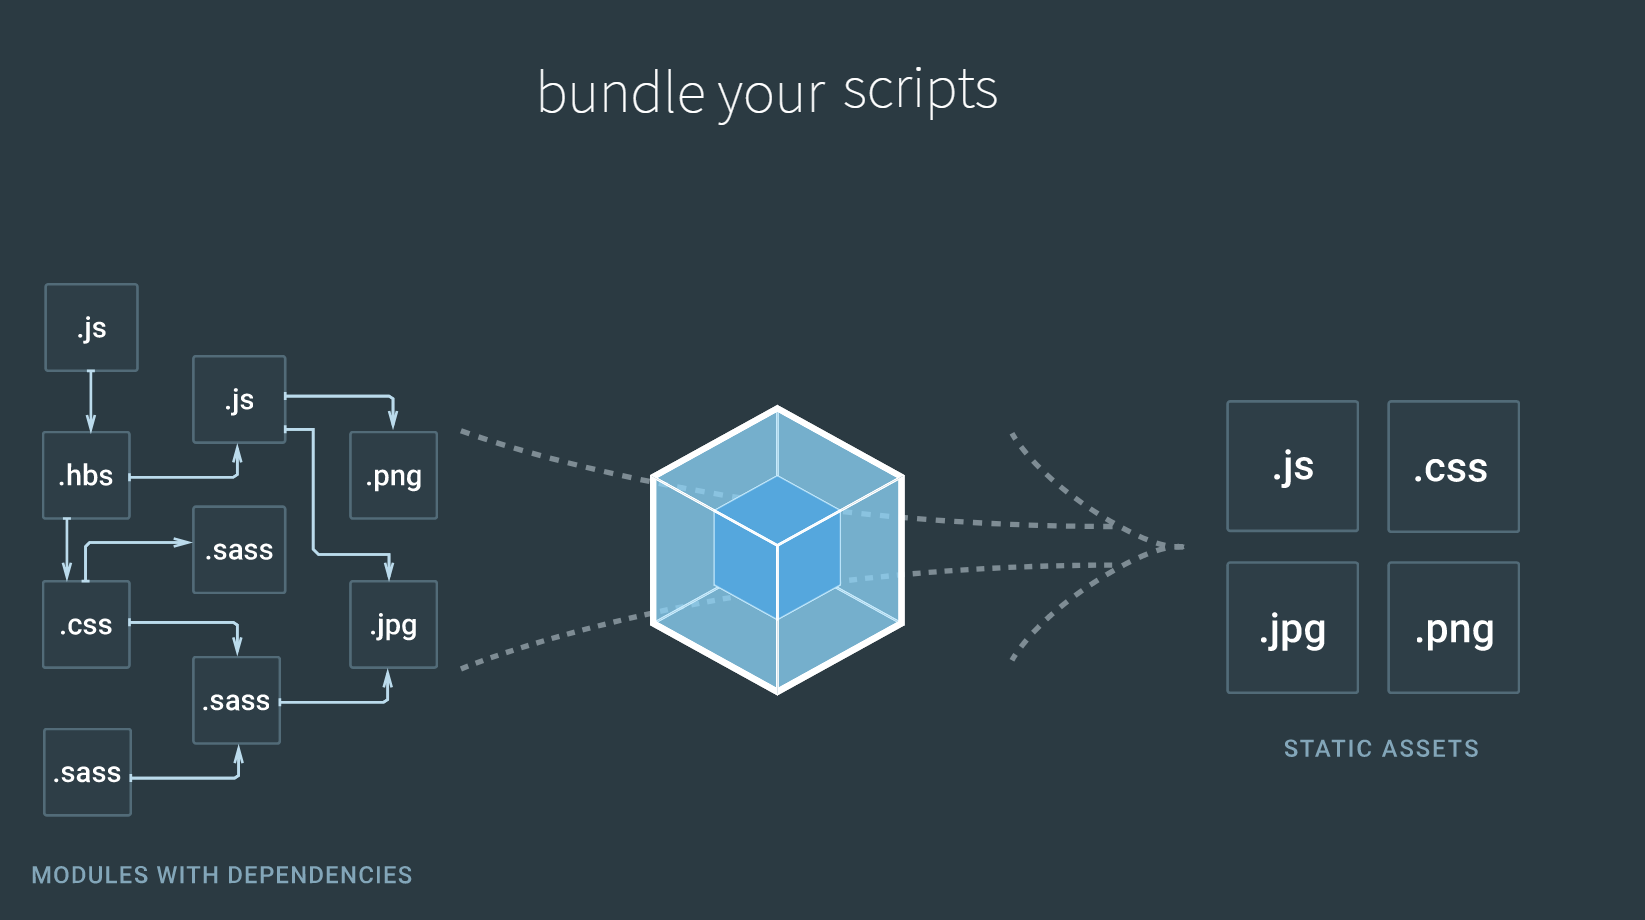 bundle your scripts
.js
.js
.hbs
.png
.sass
.css
.jpg
.sass
.sass
MODULES WITH DEPENDENCIES
.js
.css
.jpg
.png
STATIC ASSETS